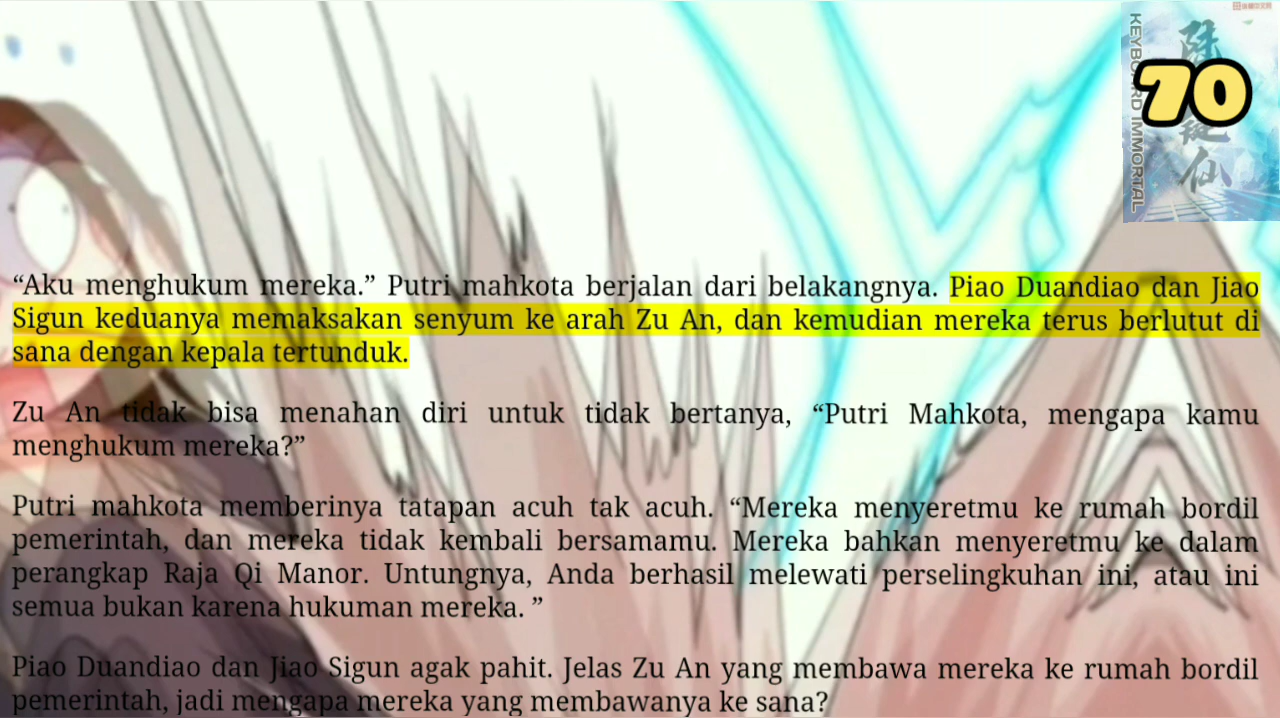 KEYBOARD IMMORTAL
70
“Aku menghukum mereka.” Putri mahkota berjalan dari belakangnya. Piao Duandiao dan Jiao
Sigun keduanya memaksakan senyum ke arah Zu An, dan kemudian mereka terus berlutut di
sana dengan kepala tertunduk.
Zu An tidak bisa menahan diri untuk tidak bertanya, “Putri Mahkota, mengapa kamu
menghukum mereka?”
Putri mahkota memberinya tatapan acuh tak acuh. “Mereka menyeretmu ke rumah bordil
pemerintah, dan mereka tidak kembali bersamamu. Mereka bahkan menyeretmu ke dalam
perangkap Raja Qi Manor. Untungnya, Anda berhasil melewati perselingkuhan ini, atau ini
semua bukan karena hukuman mereka. ”
Piao Duandiao dan Jiao Sigun agak pahit. Jelas Zu An yang membawa mereka ke rumah bordil
pemerintah, jadi mengapa mereka yang membawanya ke sana?